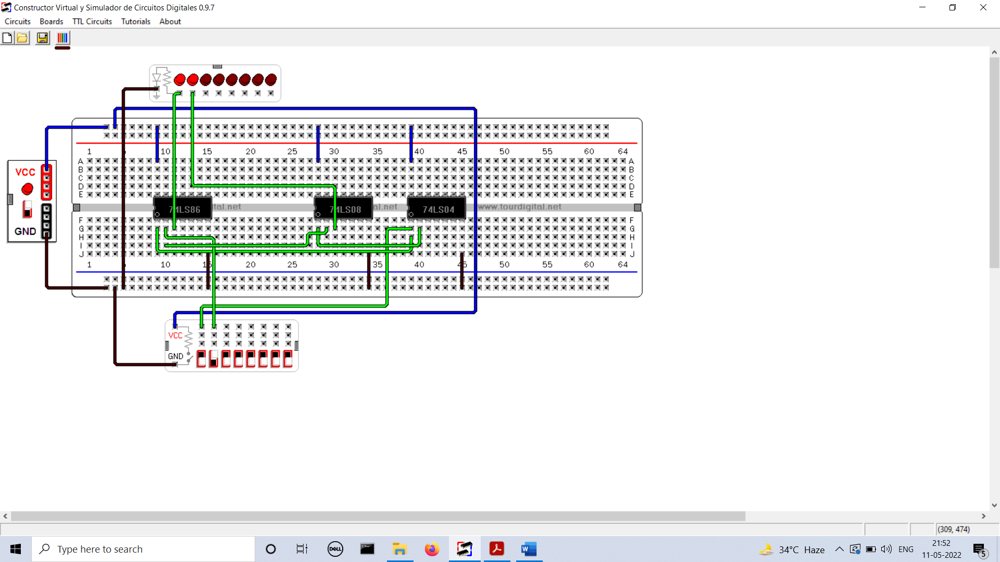 Constructor Virtual y Simulador de Circuitos Digitales 0.9.7
Circuits Boards TTL Circuits Tutorials About
1 10 15 20 25 30 35 40 45 50 55 60 64
A A
B B
C C
D D
E E
VCC
GND
74LS86 tal.net 74LS08 al.net 74LS04 www.tourdigital.net
F F
G G
H H
I I
J J
1 10 15 20 25 30 35 40 45 50 55 60 64
VCC
GND
(309, 474)
Type here to search
DELL
34°C Haze
ENG
21:52
11-05-2022
5